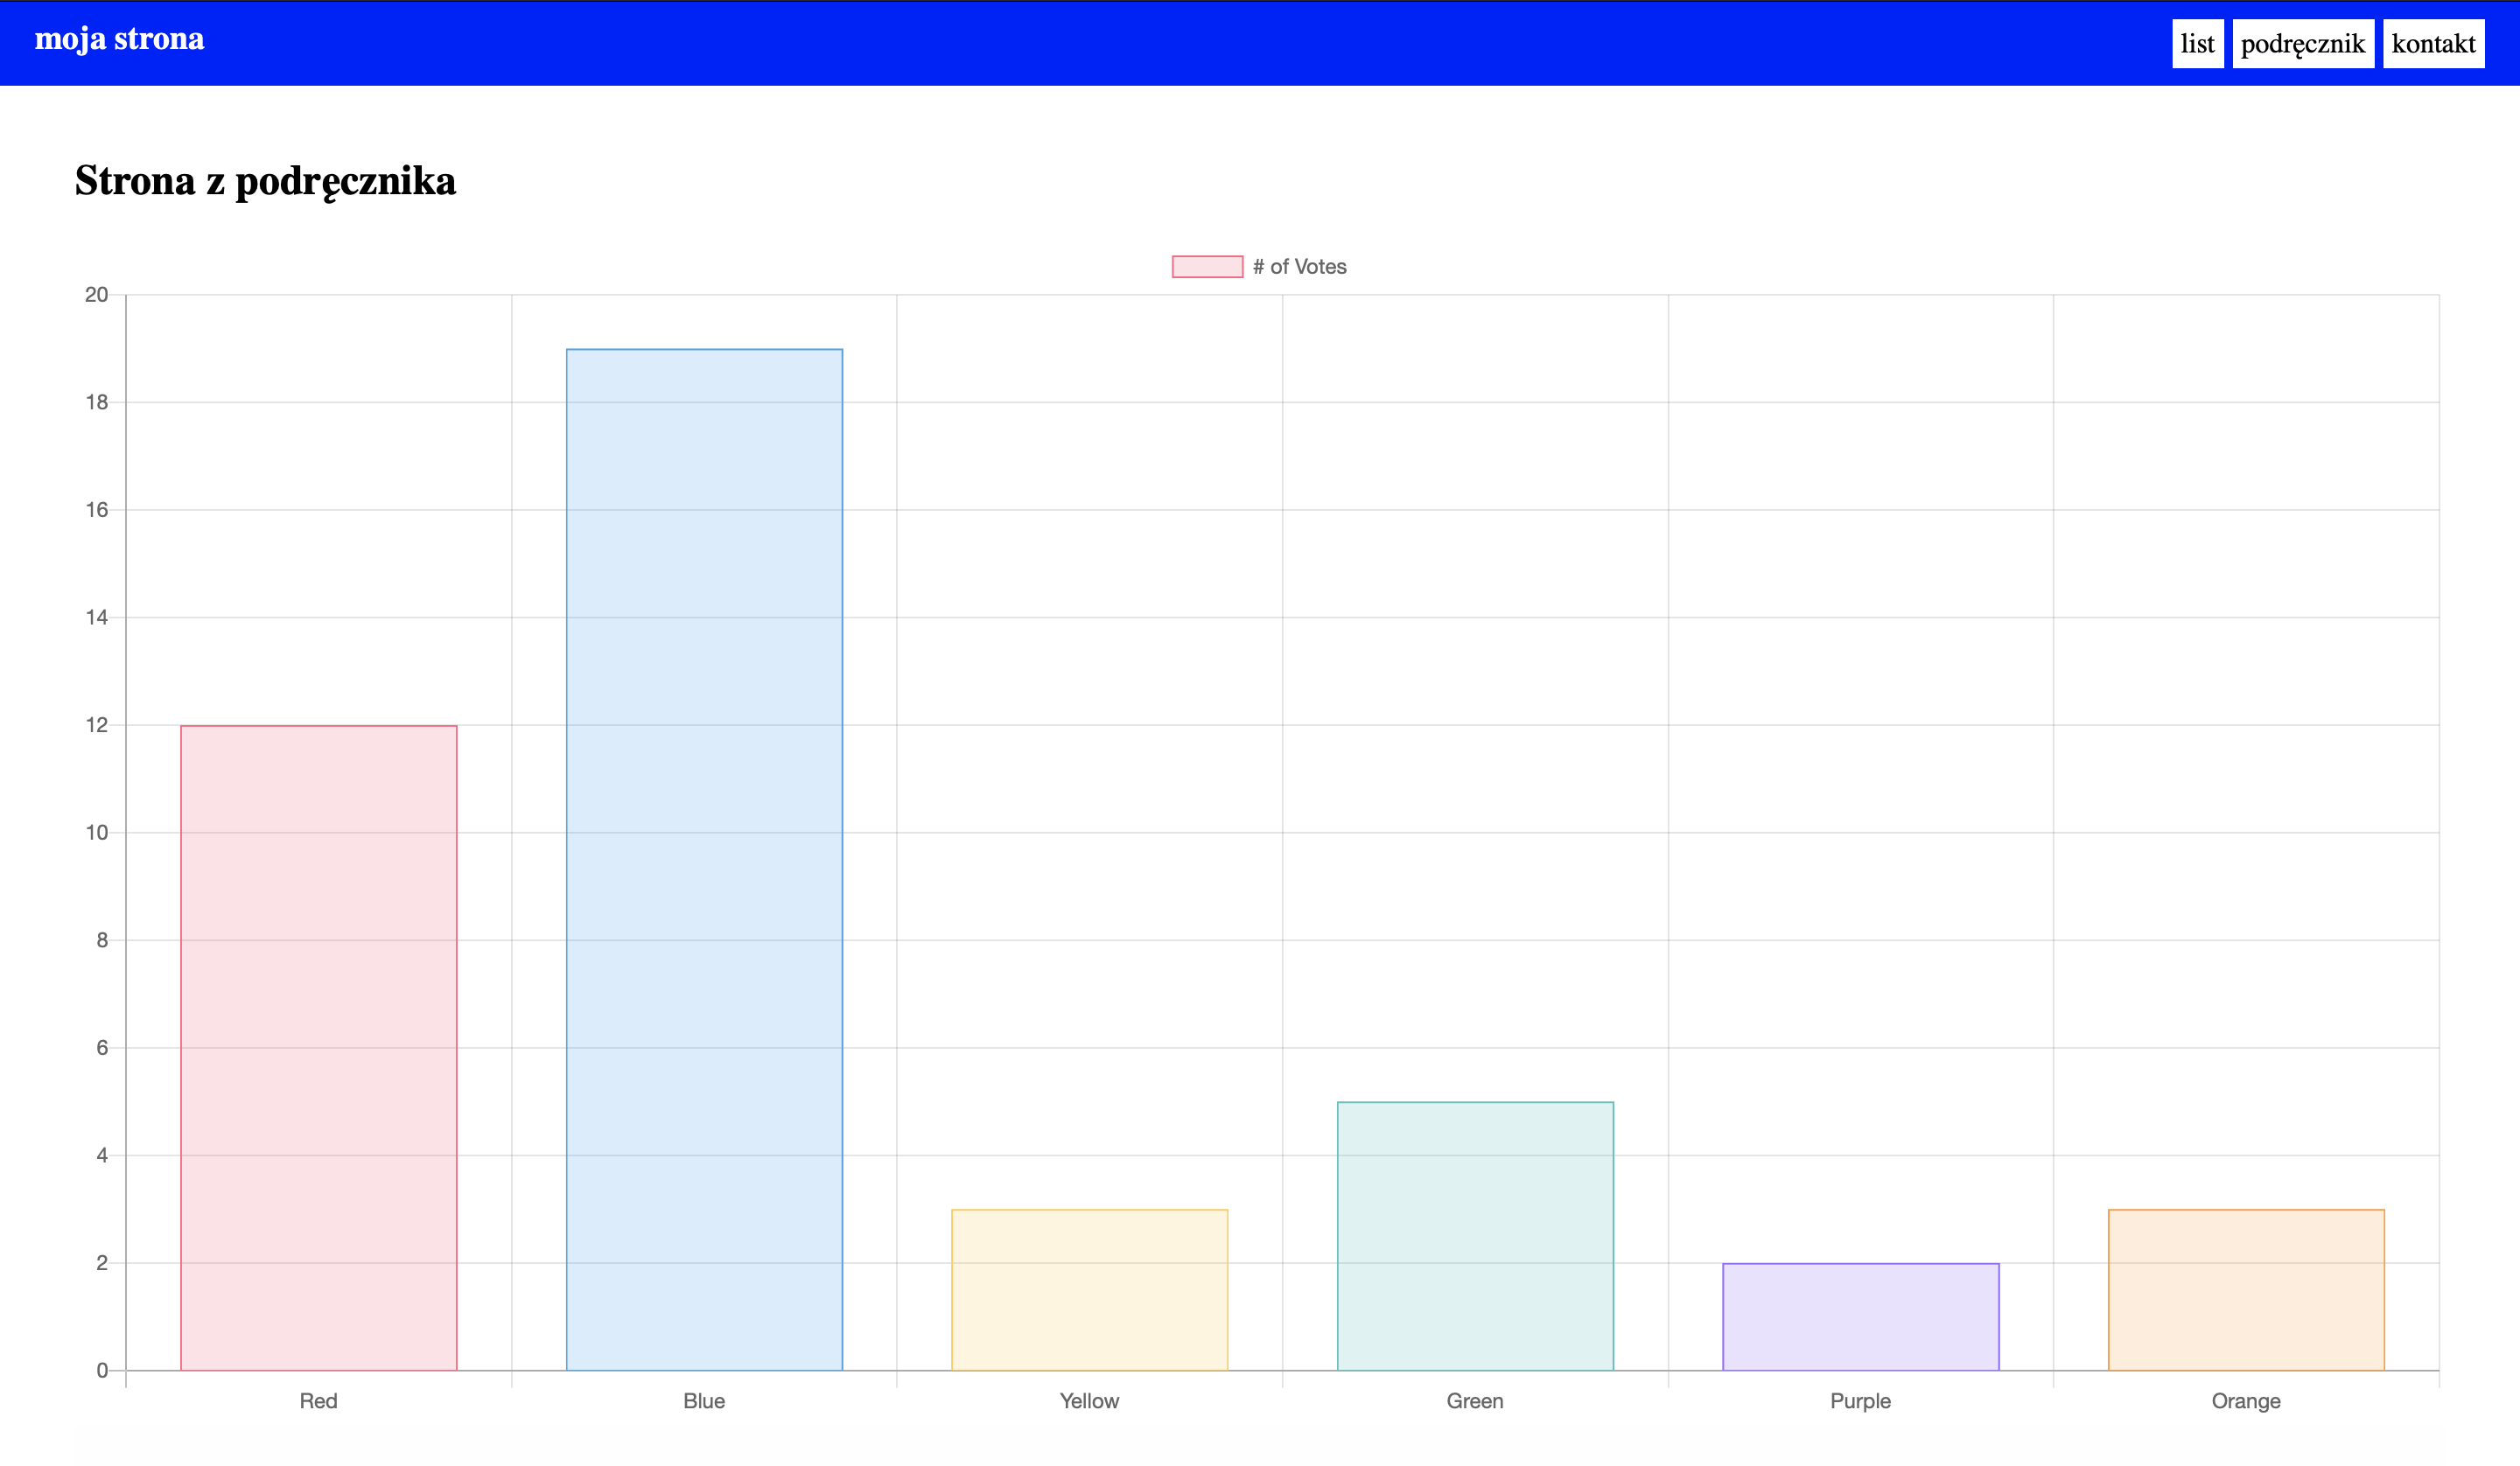 moja strona
list podręcznik kontakt
Strona z podręcznika
# of Votes
20
18
16
14
12
10
8
6
4
2
0
Red Blue Yellow Green Purple Orange